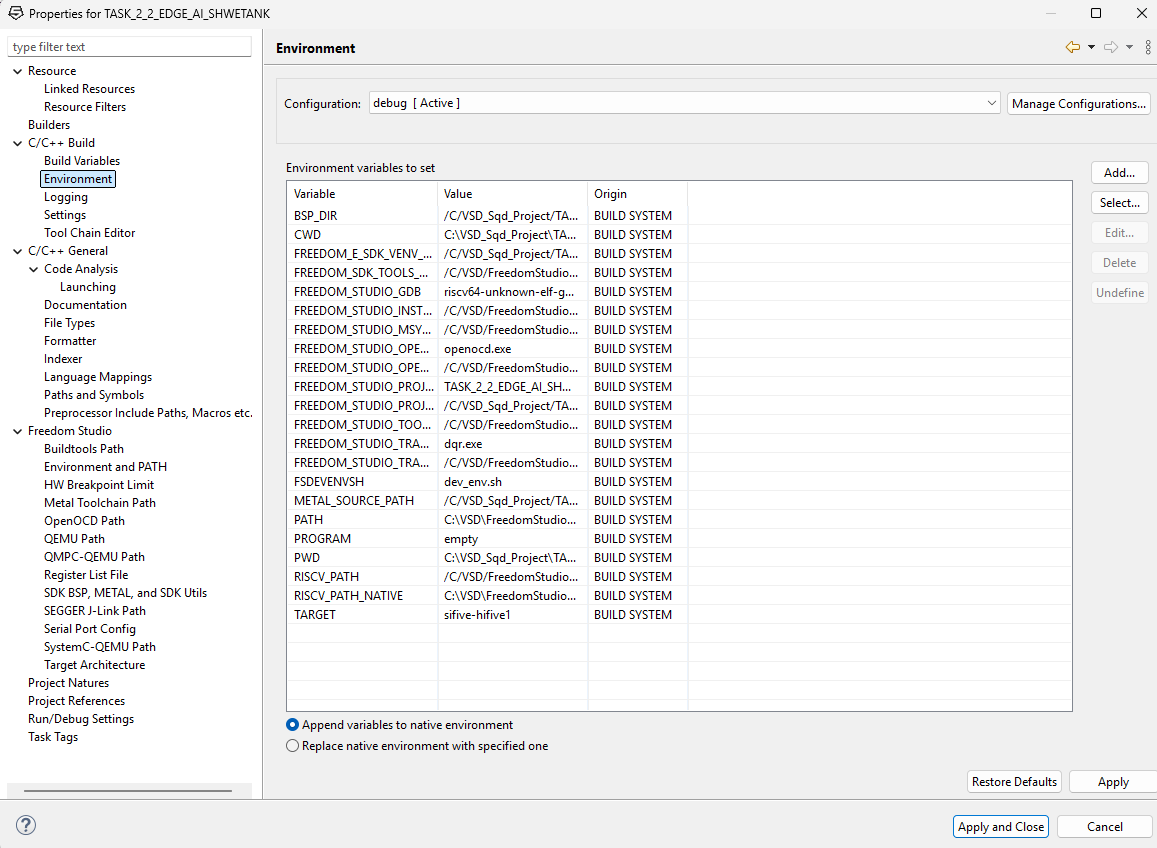 Properties for TASK_2_2_EDGE_AI_SHWETANK
type filter text
Resource
Linked Resources
Resource Filters
Builders
C/C++ Build
Build Variables
Environment
Logging
Settings
Tool Chain Editor
C/C++ General
Code Analysis
Launching
Documentation
File Types
Formatter
Indexer
Language Mappings
Paths and Symbols
Preprocessor Include Paths, Macros etc.
Freedom Studio
Buildtools Path
Environment and PATH
HW Breakpoint Limit
Metal Toolchain Path
OpenOCD Path
QEMU Path
QMPC-QEMU Path
Register List File
SDK BSP, METAL, and SDK Utils
SEGGER J-Link Path
Serial Port Config
SystemC-QEMU Path
Target Architecture
Project Natures
Project References
Run/Debug Settings
Task Tags
Environment
Configuration: debug [ Active ] Manage Configurations...
Environment variables to set
Variable Value Origin
BSP_DIR /C/VSD_Sqd_Project/TA... BUILD SYSTEM
CWD C:\VSD_Sqd_Project\TA... BUILD SYSTEM
FREEDOM_E_SDK_VENV_... /C/VSD_Sqd_Project/TA... BUILD SYSTEM
FREEDOM_SDK_TOOLS_... /C/VSD/FreedomStudio... BUILD SYSTEM
FREEDOM_STUDIO_GDB riscv64-unknown-elf-g... BUILD SYSTEM
FREEDOM_STUDIO_INST... /C/VSD/FreedomStudio... BUILD SYSTEM
FREEDOM_STUDIO_MSY... /C/VSD/FreedomStudio... BUILD SYSTEM
FREEDOM_STUDIO_OPE... openocd.exe BUILD SYSTEM
FREEDOM_STUDIO_OPE... /C/VSD/FreedomStudio... BUILD SYSTEM
FREEDOM_STUDIO_PROJ... TASK_2_2_EDGE_AI_SH... BUILD SYSTEM
FREEDOM_STUDIO_PROJ... /C/VSD_Sqd_Project/TA... BUILD SYSTEM
FREEDOM_STUDIO_TOO... /C/VSD/FreedomStudio... BUILD SYSTEM
FREEDOM_STUDIO_TRA... dqr.exe BUILD SYSTEM
FREEDOM_STUDIO_TRA... /C/VSD/FreedomStudio... BUILD SYSTEM
FSDEVENVSH dev_env.sh BUILD SYSTEM
METAL_SOURCE_PATH /C/VSD_Sqd_Project/TA... BUILD SYSTEM
PATH C:\VSD\FreedomStudio... BUILD SYSTEM
PROGRAM empty BUILD SYSTEM
PWD C:\VSD_Sqd_Project\TA... BUILD SYSTEM
RISCV_PATH /C/VSD/FreedomStudio... BUILD SYSTEM
RISCV_PATH_NATIVE C:\VSD\FreedomStudio... BUILD SYSTEM
TARGET sifive-hifive1 BUILD SYSTEM
Add...
Select...
Edit...
Delete
Undefine
Append variables to native environment
Replace native environment with specified one
Restore Defaults Apply
Apply and Close Cancel